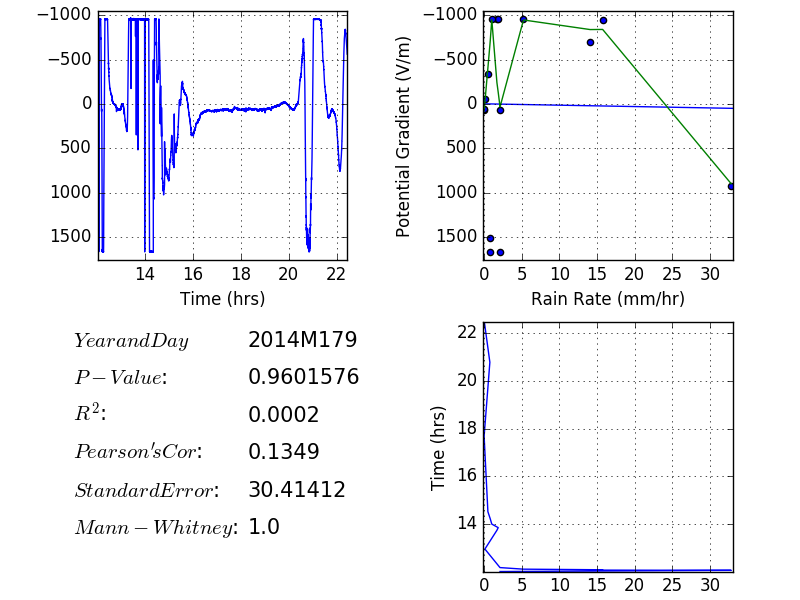 −1000
−500
0
500
1000
1500
14 16 18 20 22
Time (hrs)
−1000
−500
0
500
1000
1500
Potential Gradient (V/m)
0 5 10 15 20 25 30
Rain Rate (mm/hr)
YearandDay 2014M179
P−Value: 0.9601576
R²: 0.0002
Pearson'sCor: 0.1349
StandardError: 30.41412
Mann−Whitney: 1.0
22
20
18
16
14
Time (hrs)
0 5 10 15 20 25 30